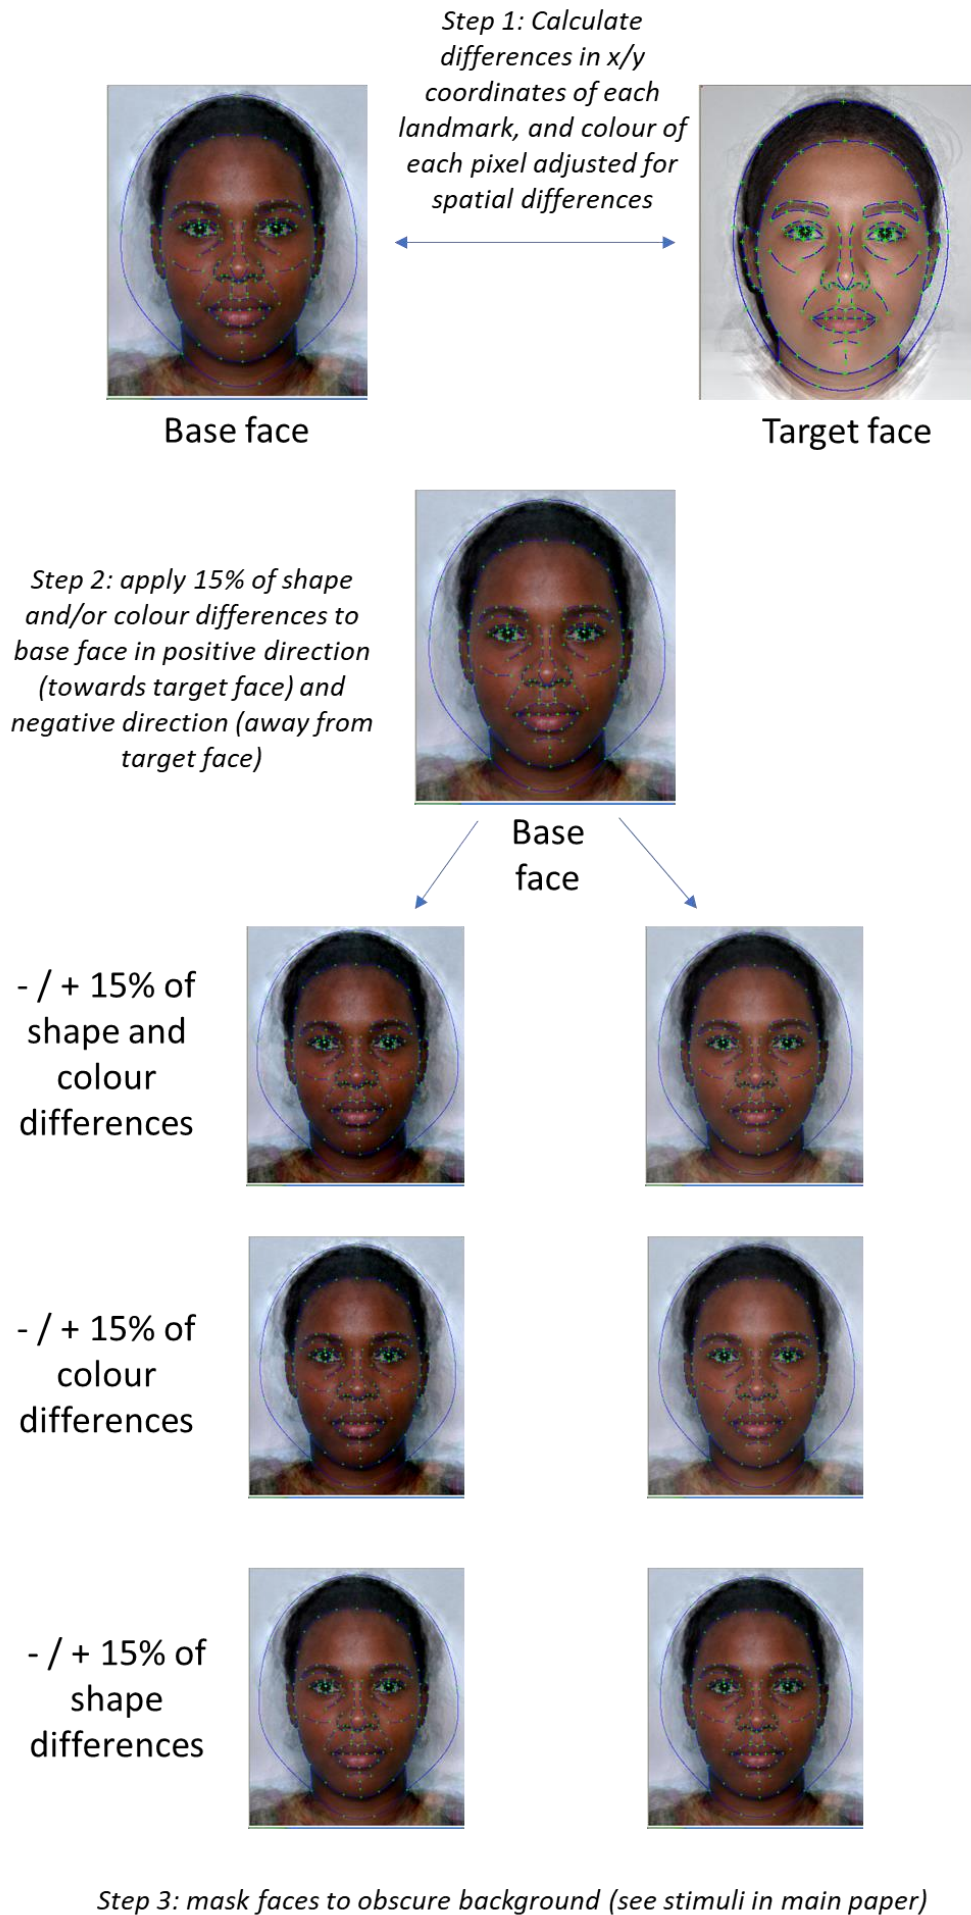 Step 1: Calculate
differences in x/y
coordinates of each
landmark, and colour of
each pixel adjusted for
spatial differences
Base face
Target face
Step 2: apply 15% of shape
and/or colour differences to
base face in positive direction
(towards target face) and
negative direction (away from
target face)
Base
face
- / + 15% of
shape and
colour
differences
- / + 15% of
colour
differences
- / + 15% of
shape
differences
Step 3: mask faces to obscure background (see stimuli in main paper)